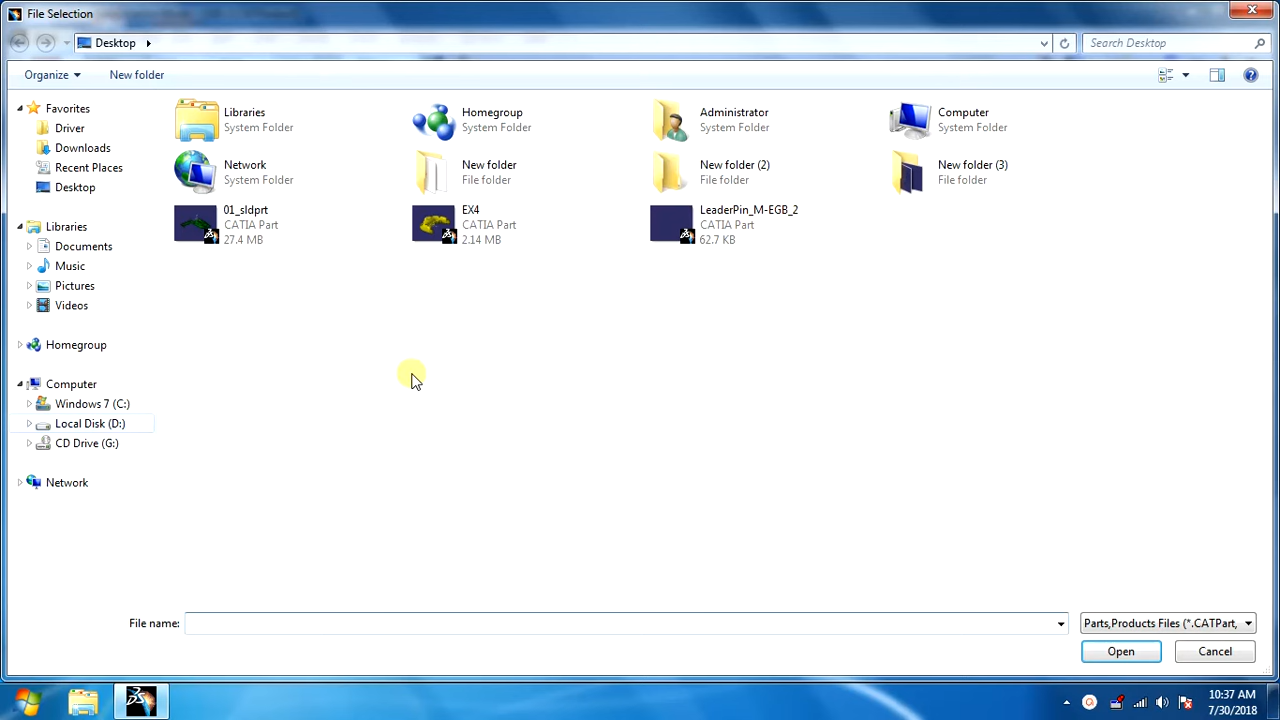 File Selection
Desktop
Search Desktop
Organize
New folder
Favorites
Driver
Downloads
Recent Places
Desktop
Libraries
Documents
Music
Pictures
Videos
Homegroup
Computer
Windows 7 (C:)
Local Disk (D:)
CD Drive (G:)
Network
Libraries
System Folder
Homegroup
System Folder
Administrator
System Folder
Computer
System Folder
Network
System Folder
New folder
File folder
New folder (2)
File folder
New folder (3)
File folder
01_sldprt
CATIA Part
27.4 MB
EX4
CATIA Part
2.14 MB
LeaderPin_M-EGB_2
CATIA Part
62.7 KB
File name:
Parts,Products Files (*.CATPart,
Open
Cancel
10:37 AM
7/30/2018